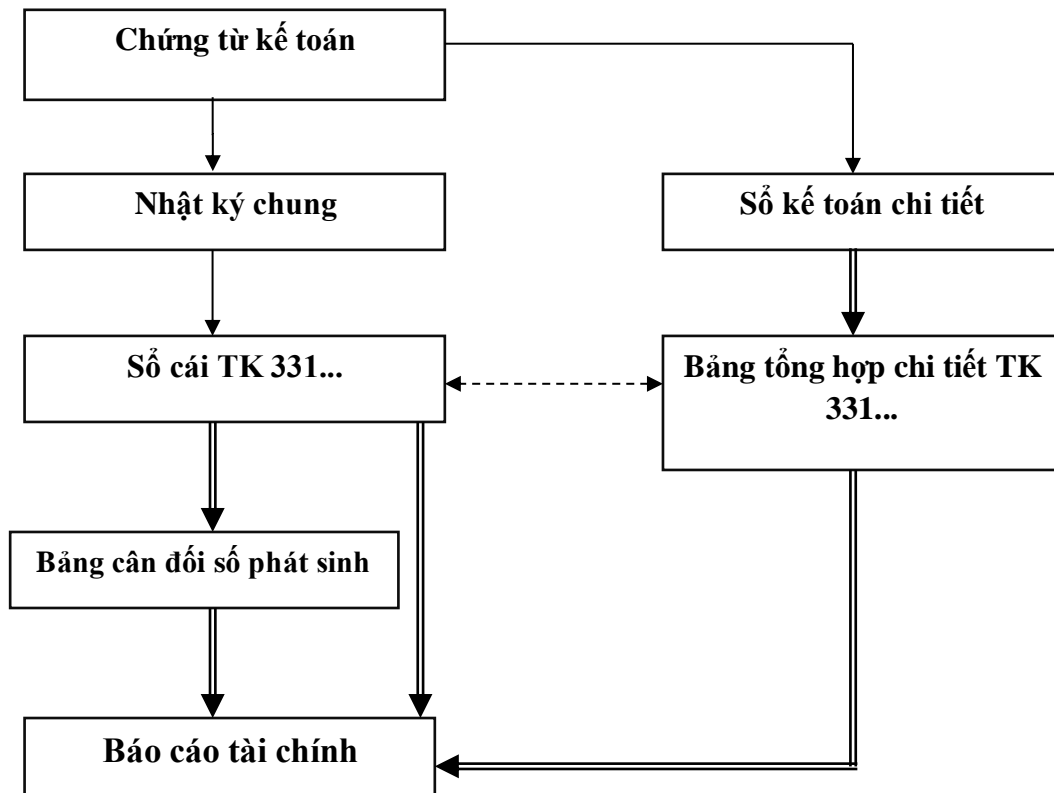 Chứng từ kế toán
Nhật ký chung
Sổ kế toán chi tiết
Sổ cái TK 331...
Bảng tổng hợp chi tiết TK
331...
Bảng cân đối số phát sinh
Báo cáo tài chính